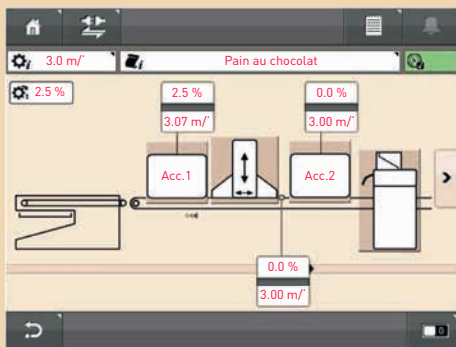 3.0 m/'
Pain au chocolat
2.5 %
2.5 %
3.07 m/'
0.0 %
3.00 m/'
Acc.1
Acc.2
0.0 %
3.00 m/'
0